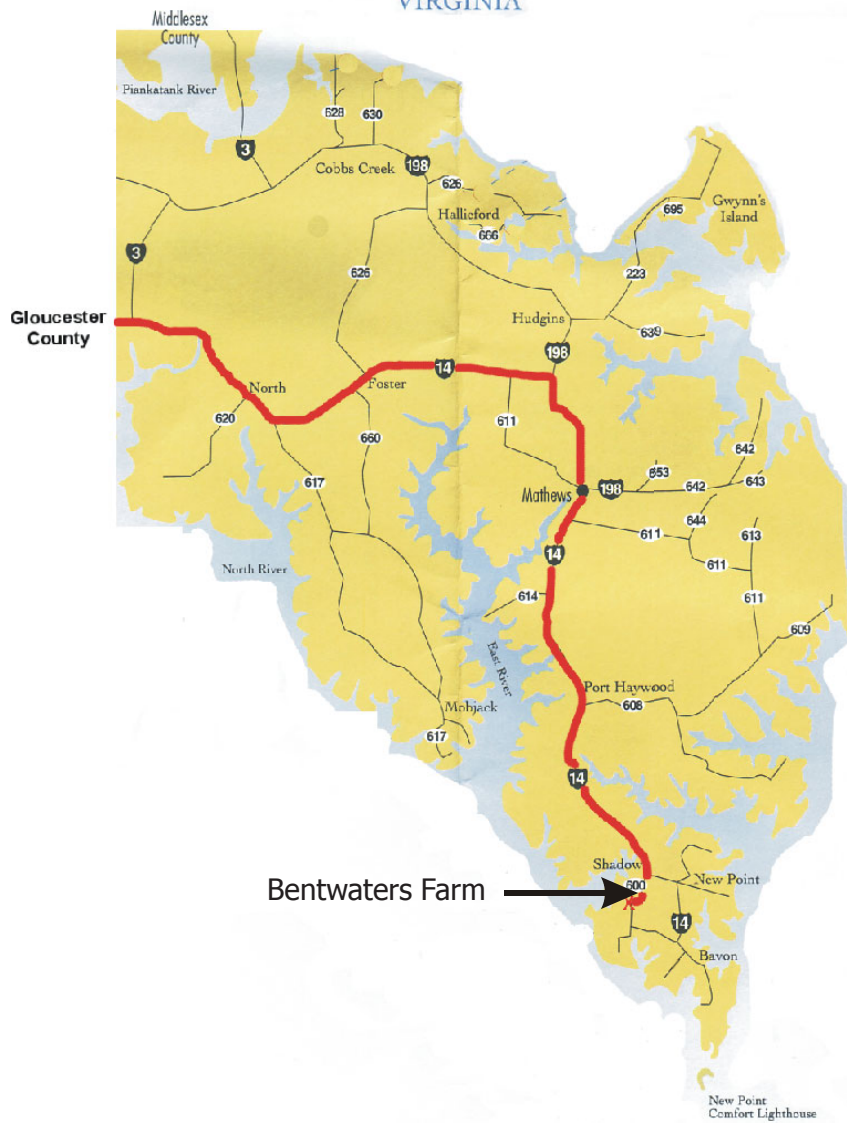 VIRGINIA
Middlesex
County
Piankatank River
3
628
630
Cobbs Creek
198
626
Hallieford
666
695
Gwynn's
Island
3
626
223
Gloucester
County
Hudgins
639
198
14
North
Foster
620
611
660
617
642
653
Mathews
198
642
643
644
611
613
14
611
North River
614
611
609
East River
Port Haywood
608
Mobjack
617
14
Shadow
New Point
600
Bentwaters Farm
14
Bavon
New Point
Comfort Lighthouse